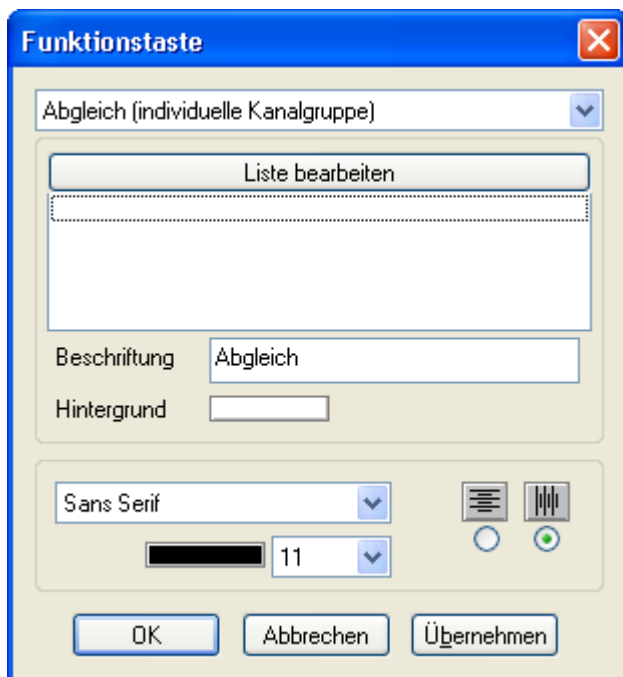 Funktionstaste
Abgleich (individuelle Kanalgruppe)
Liste bearbeiten
Beschriftung Abgleich
Hintergrund
Sans Serif
11
OK Abbrechen Übernehmen